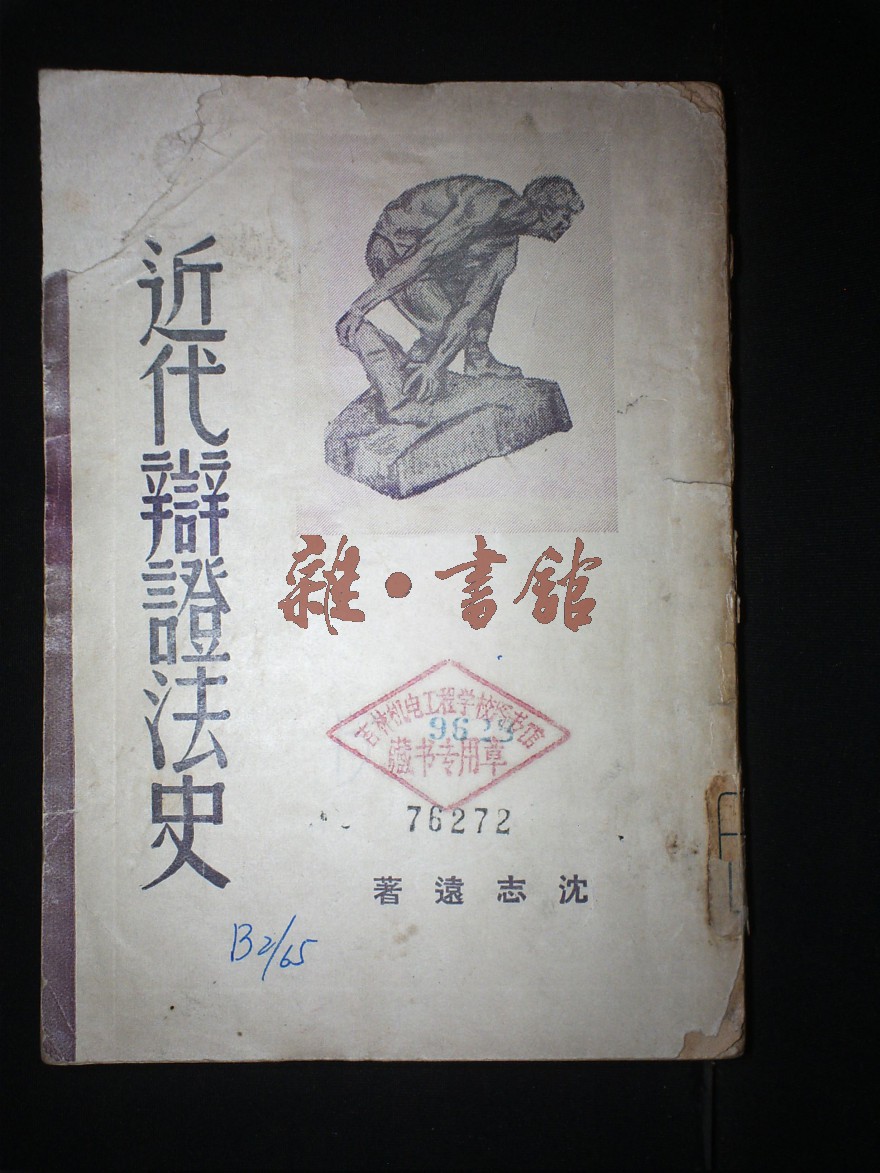 近代辯證法史
雜·書館
吉林机电工程学校图书馆
藏书专用章
76272
沈志遠著
B2/65